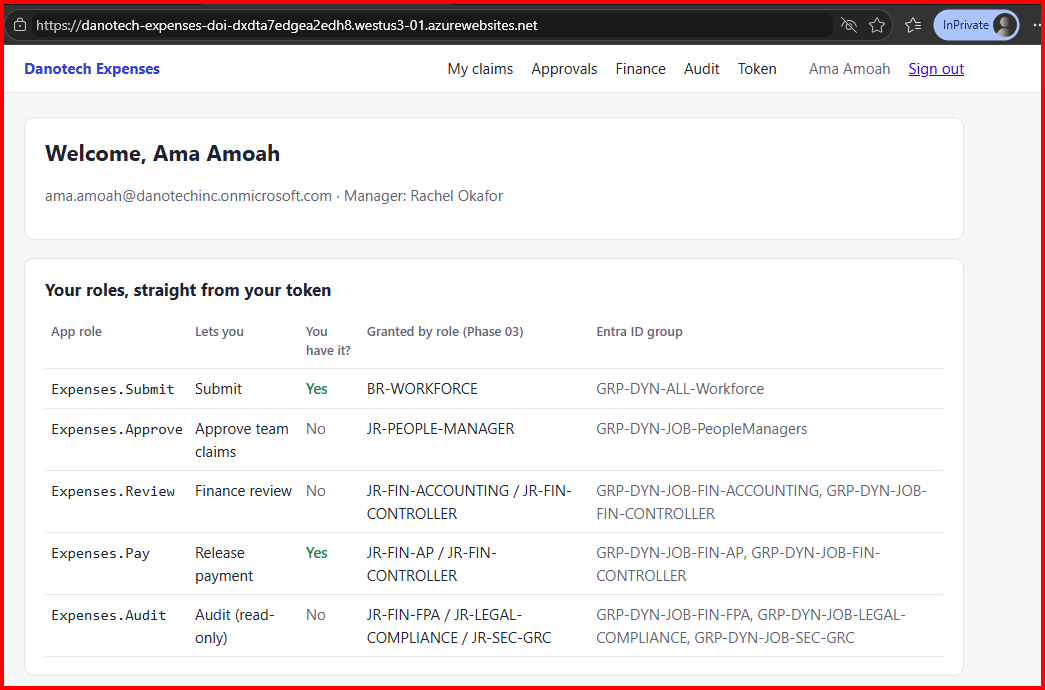 https://danotech-expenses-doi-dxdta7edgea2edh8.westus3-01.azurewebsites.net
InPrivate
Danotech Expenses
My claims Approvals Finance Audit Token Ama Amoah Sign out
Welcome, Ama Amoah
ama.amoah@danotechinc.onmicrosoft.com · Manager: Rachel Okafor
Your roles, straight from your token
App role Lets you You have it? Granted by role (Phase 03) Entra ID group
Expenses.Submit Submit Yes BR-WORKFORCE GRP-DYN-ALL-Workforce
Expenses.Approve Approve team claims No JR-PEOPLE-MANAGER GRP-DYN-JOB-PeopleManagers
Expenses.Review Finance review No JR-FIN-ACCOUNTING / JR-FIN-CONTROLLER GRP-DYN-JOB-FIN-ACCOUNTING, GRP-DYN-JOB-FIN-CONTROLLER
Expenses.Pay Release payment Yes JR-FIN-AP / JR-FIN-CONTROLLER GRP-DYN-JOB-FIN-AP, GRP-DYN-JOB-FIN-CONTROLLER
Expenses.Audit Audit (read-only) No JR-FIN-FPA / JR-LEGAL-COMPLIANCE / JR-SEC-GRC GRP-DYN-JOB-FIN-FPA, GRP-DYN-JOB-LEGAL-COMPLIANCE, GRP-DYN-JOB-SEC-GRC